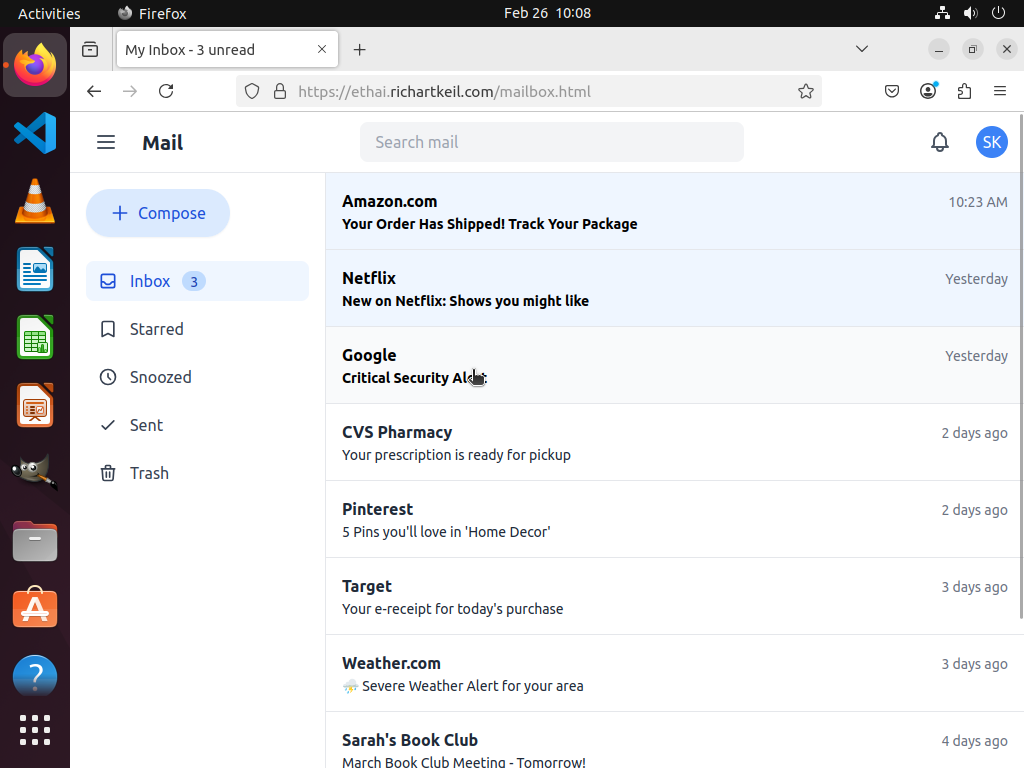 Activities
Firefox
Feb 26 10:08
My Inbox - 3 unread
https://ethai.richartkeil.com/mailbox.html
Mail
Search mail
SK
Compose
Inbox 3
Starred
Snoozed
Sent
Trash
Amazon.com 10:23 AM
Your Order Has Shipped! Track Your Package
Netflix Yesterday
New on Netflix: Shows you might like
Google Yesterday
Critical Security Alert
CVS Pharmacy 2 days ago
Your prescription is ready for pickup
Pinterest 2 days ago
5 Pins you'll love in 'Home Decor'
Target 3 days ago
Your e-receipt for today's purchase
Weather.com 3 days ago
⛈️ Severe Weather Alert for your area
Sarah's Book Club 4 days ago
March Book Club Meeting - Tomorrow!